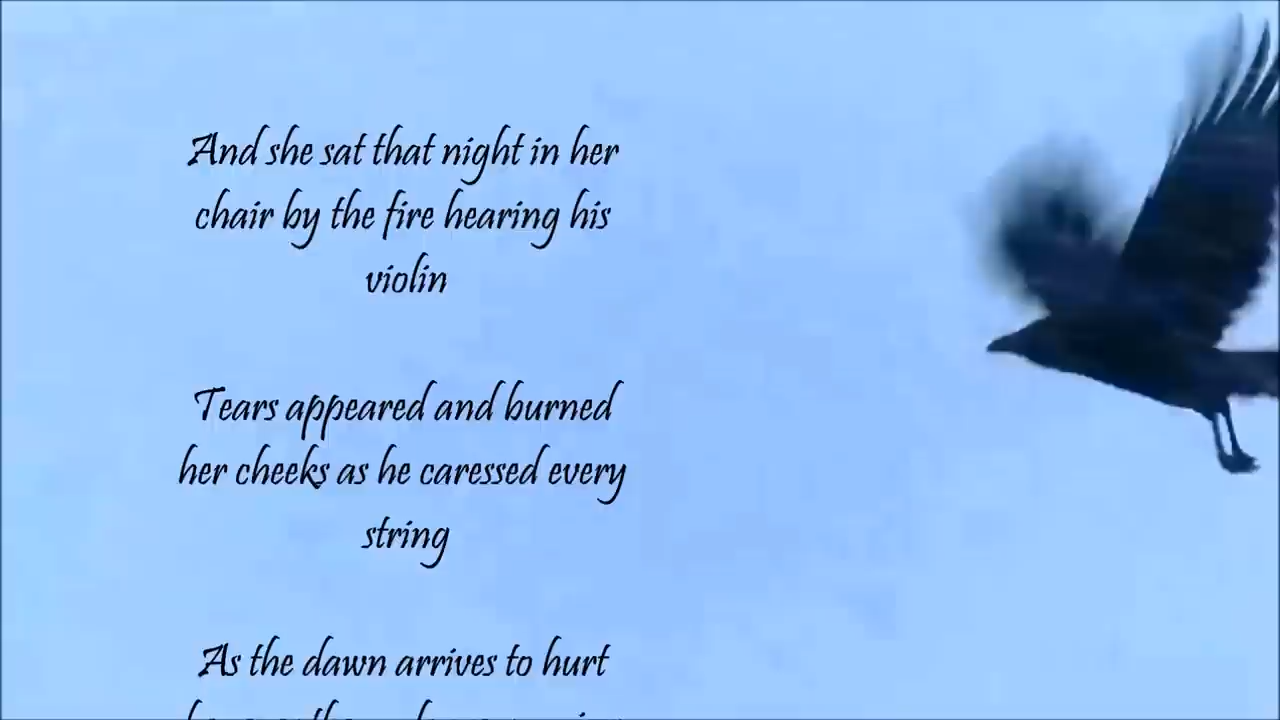 And she sat that night in her
chair by the fire hearing his
violin
Tears appeared and burned
her cheeks as he caressed every
string
As the dawn arrives to hurt